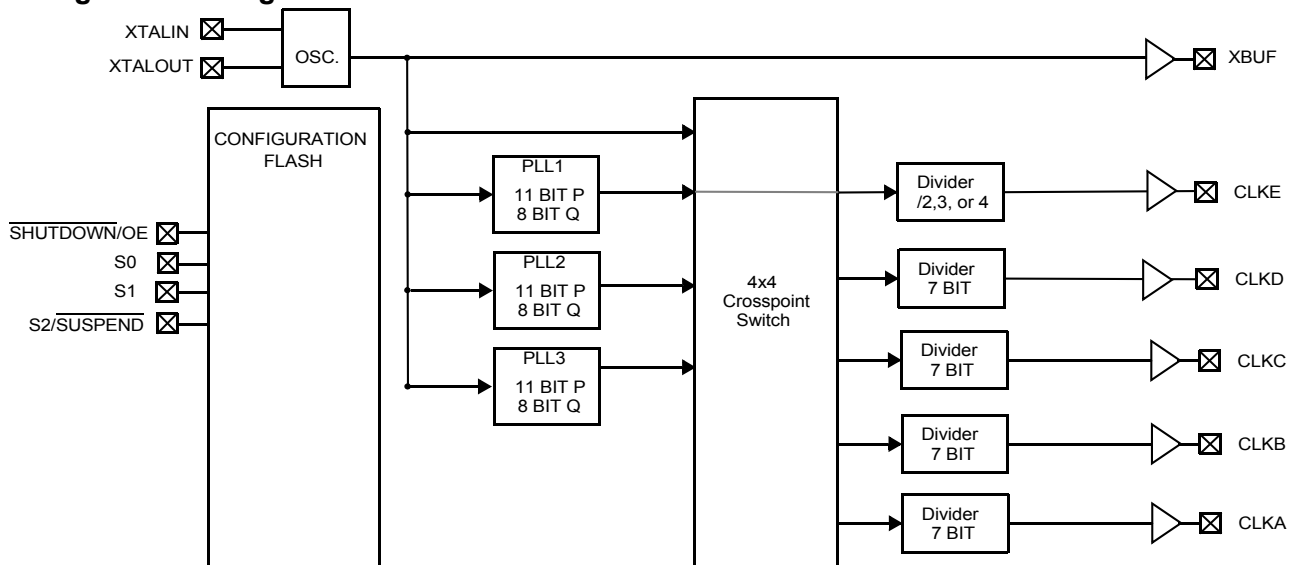 XTALIN
XTALOUT
OSC.
XBUF
CONFIGURATION
FLASH
SHUTDOWN/OE
S0
S1
S2/SUSPEND
PLL1
11 BIT P
8 BIT Q
PLL2
11 BIT P
8 BIT Q
PLL3
11 BIT P
8 BIT Q
4x4
Crosspoint
Switch
Divider
/2,3, or 4
CLKE
Divider
7 BIT
CLKD
Divider
7 BIT
CLKC
Divider
7 BIT
CLKB
Divider
7 BIT
CLKA